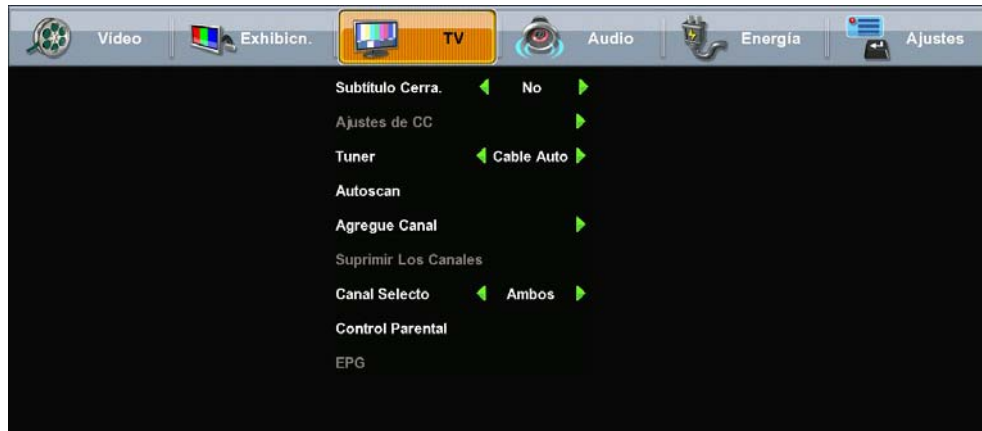 Video Exhibicn. TV Audio Energía Ajustes
Subtítulo Cerra. No
Ajustes de CC
Tuner Cable Auto
Autoscan
Agregue Canal
Suprimir Los Canales
Canal Selecto Ambos
Control Parental
EPG